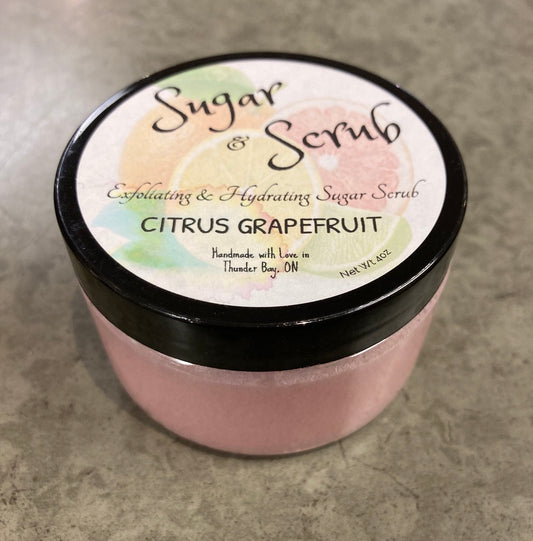 Sugar
& Scrub
Exfoliating & Hydrating Sugar Scrub
CITRUS GRAPEFRUIT
Handmade with Love in
Thunder Bay, ON
Net Wt. 4oz